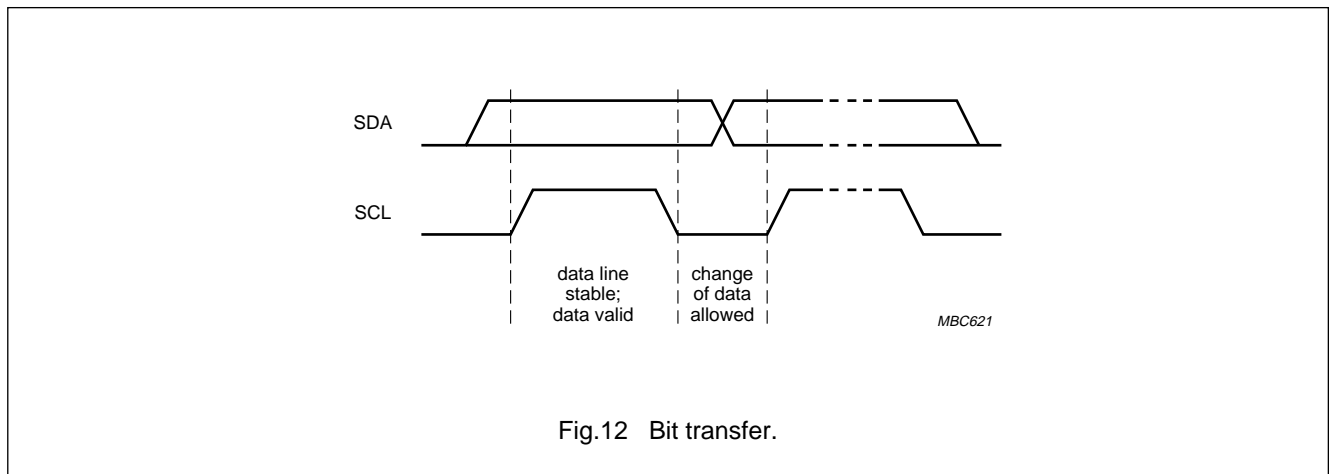 SDA
SCL
data line
stable;
data valid
change
of data
allowed
MBC621
Fig.12 Bit transfer.